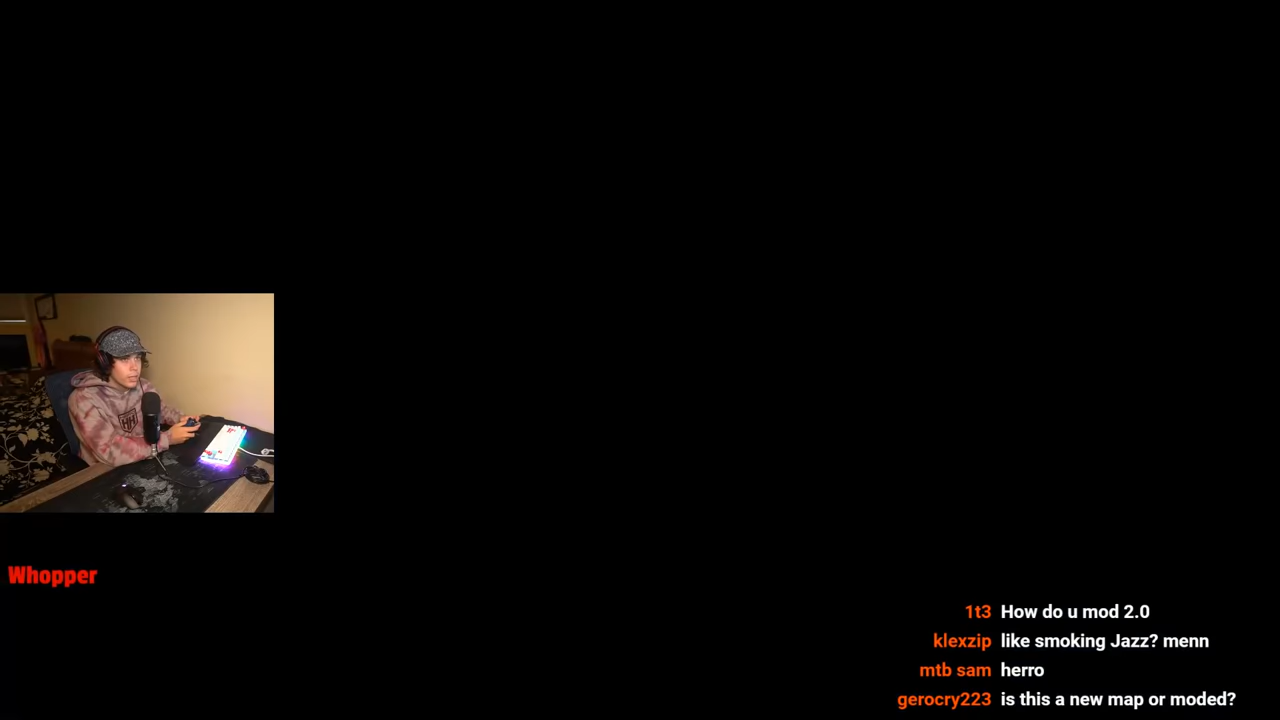 Whopper
1t3 How do u mod 2.0
klexzip like smoking Jazz? menn
mtb sam herro
gerocry223 is this a new map or moded?
HH